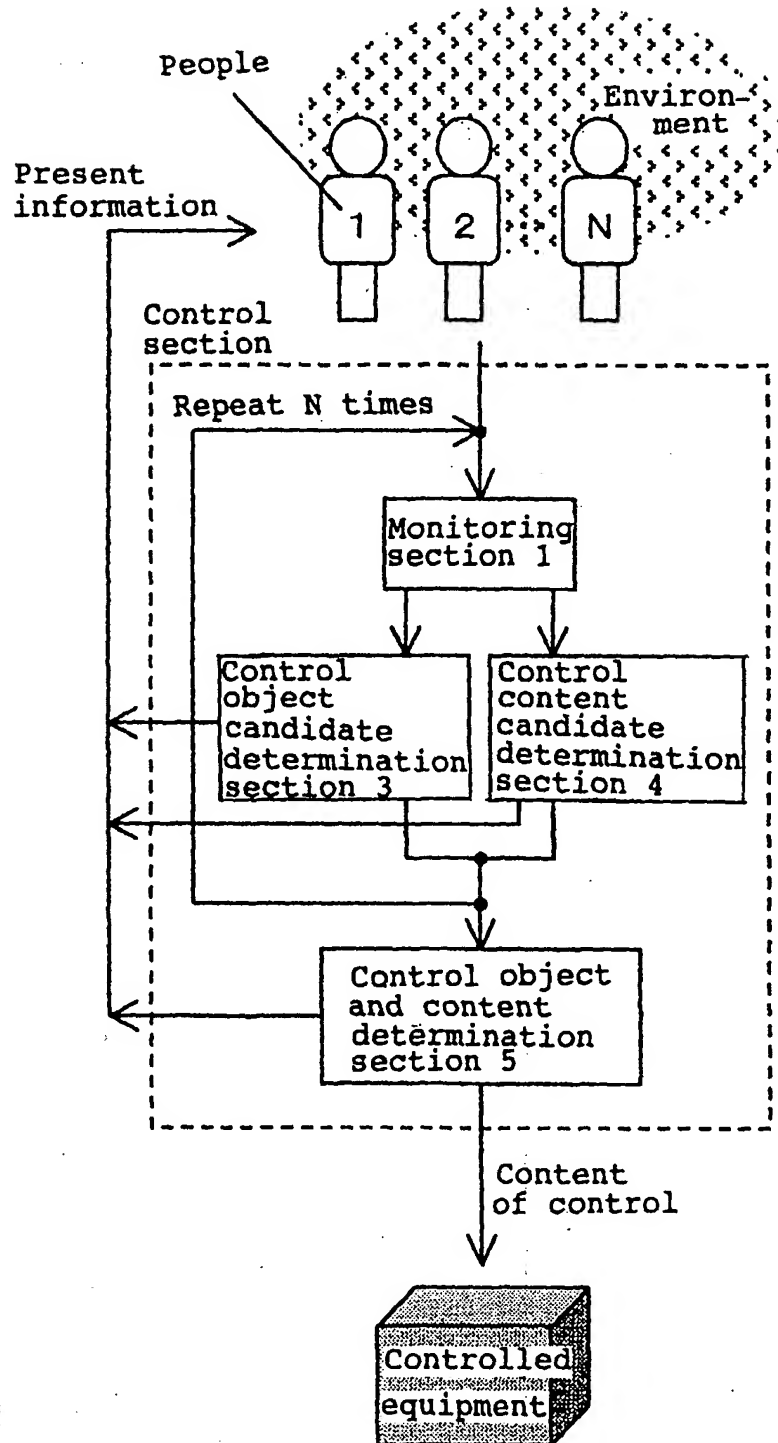 People
Environ-
ment
Present
information
1 2 N
Control
section
Repeat N times
Monitoring
section 1
Control
object
candidate
determination
section 3
Control
content
candidate
determination
section 4
Control object
and content
determination
section 5
Content
of control
Controlled
equipment